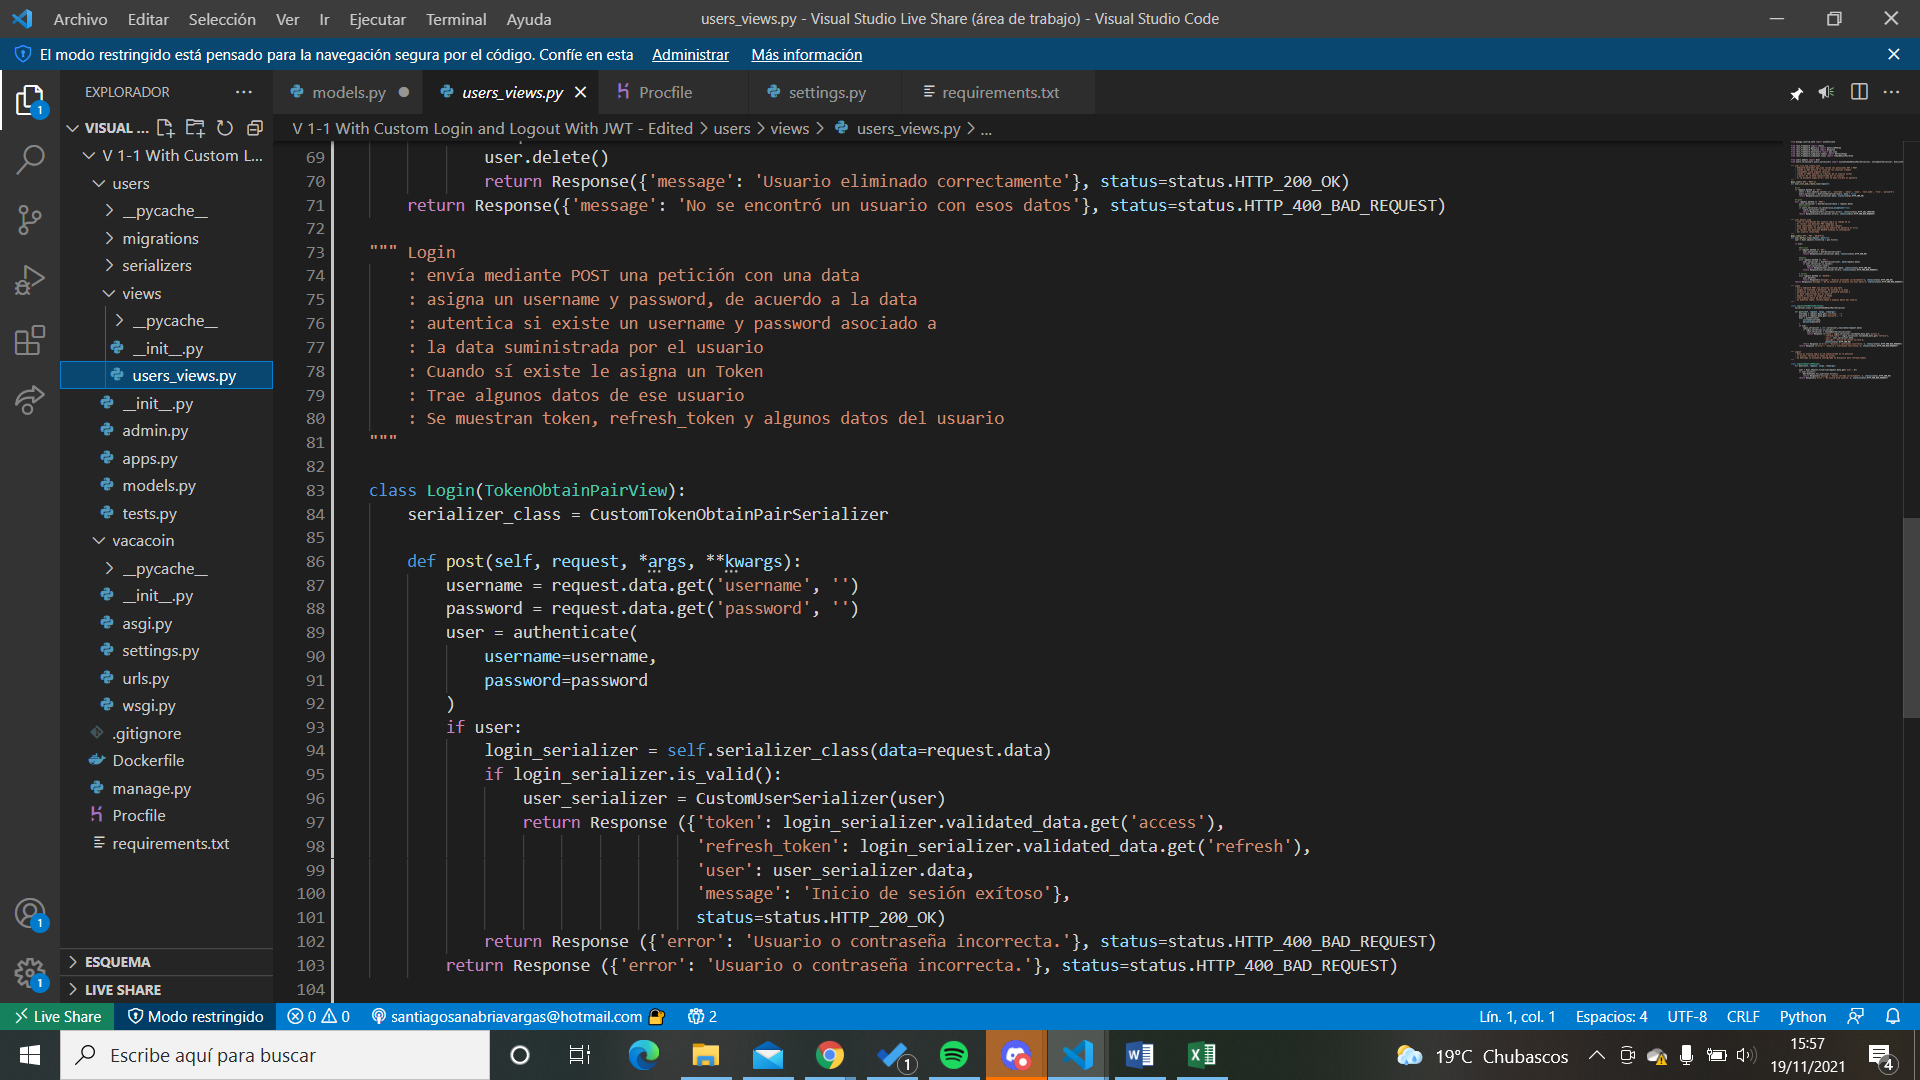 Archivo Editar Selección Ver Ir Ejecutar Terminal Ayuda
users_views.py - Visual Studio Live Share (área de trabajo) - Visual Studio Code
El modo restringido está pensado para la navegación segura por el código. Confíe en esta Administrar Más información
EXPLORADOR
models.py
users_views.py
Procfile
settings.py
requirements.txt
VISUAL ...
V 1-1 With Custom Login and Logout With JWT - Edited > users > views > users_views.py > ...
V 1-1 With Custom L...
users
__pycache__
migrations
serializers
views
__pycache__
__init__.py
users_views.py
__init__.py
admin.py
apps.py
models.py
tests.py
vacacoin
__pycache__
__init__.py
asgi.py
settings.py
urls.py
wsgi.py
.gitignore
Dockerfile
manage.py
Procfile
requirements.txt
ESQUEMA
LIVE SHARE
69 user.delete()
70 return Response({'message': 'Usuario eliminado correctamente'}, status=status.HTTP_200_OK)
71 return Response({'message': 'No se encontró un usuario con esos datos'}, status=status.HTTP_400_BAD_REQUEST)
72
73 """ Login
74 : envía mediante POST una petición con una data
75 : asigna un username y password, de acuerdo a la data
76 : autentica si existe un username y password asociado a
77 : la data suministrada por el usuario
78 : Cuando sí existe le asigna un Token
79 : Trae algunos datos de ese usuario
80 : Se muestran token, refresh_token y algunos datos del usuario
81 """
82
83 class Login(TokenObtainPairView):
84 serializer_class = CustomTokenObtainPairSerializer
85
86 def post(self, request, *args, **kwargs):
87 username = request.data.get('username', '')
88 password = request.data.get('password', '')
89 user = authenticate(
90 username=username,
91 password=password
92 )
93 if user:
94 login_serializer = self.serializer_class(data=request.data)
95 if login_serializer.is_valid():
96 user_serializer = CustomUserSerializer(user)
97 return Response ({'token': login_serializer.validated_data.get('access'),
98 'refresh_token': login_serializer.validated_data.get('refresh'),
99 'user': user_serializer.data,
100 'message': 'Inicio de sesión exítoso'},
101 status=status.HTTP_200_OK)
102 return Response ({'error': 'Usuario o contraseña incorrecta.'}, status=status.HTTP_400_BAD_REQUEST)
103 return Response ({'error': 'Usuario o contraseña incorrecta.'}, status=status.HTTP_400_BAD_REQUEST)
104
Live Share Modo restringido 0 0 santiagosanabriavargas@hotmail.com 2 Lín. 1, col. 1 Espacios: 4 UTF-8 CRLF Python
Escribe aquí para buscar
1
19°C Chubascos
15:57
19/11/2021
4